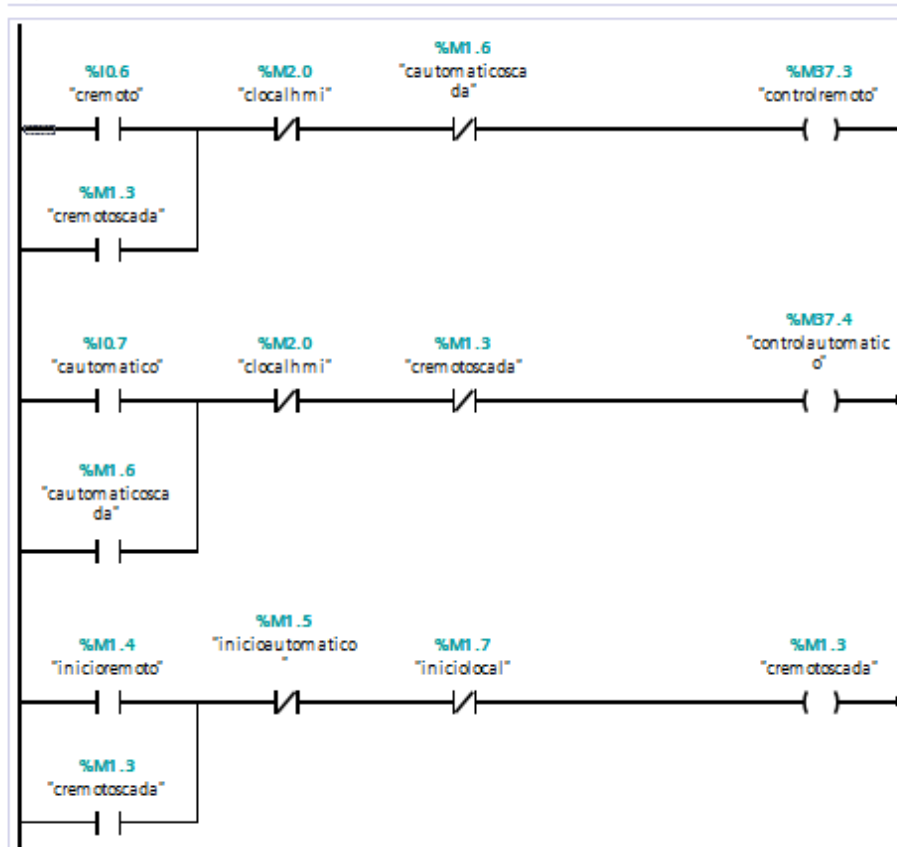 %M1.6
%I0.6 %M2.0 "cautomaticosca %M37.3
"cremoto" "clocalhmi" da" "controlremoto"
%M1.3
"cremotoscada"
%M37.4
%I0.7 %M2.0 %M1.3 "controlautomatic
"cautomatico" "clocalhmi" "cremotoscada" o"
%M1.6
"cautomaticosca
da"
%M1.5
%M1.4 "inicioautomatico %M1.7 %M1.3
"inicioremoto" " "iniciolocal" "cremotoscada"
%M1.3
"cremotoscada"